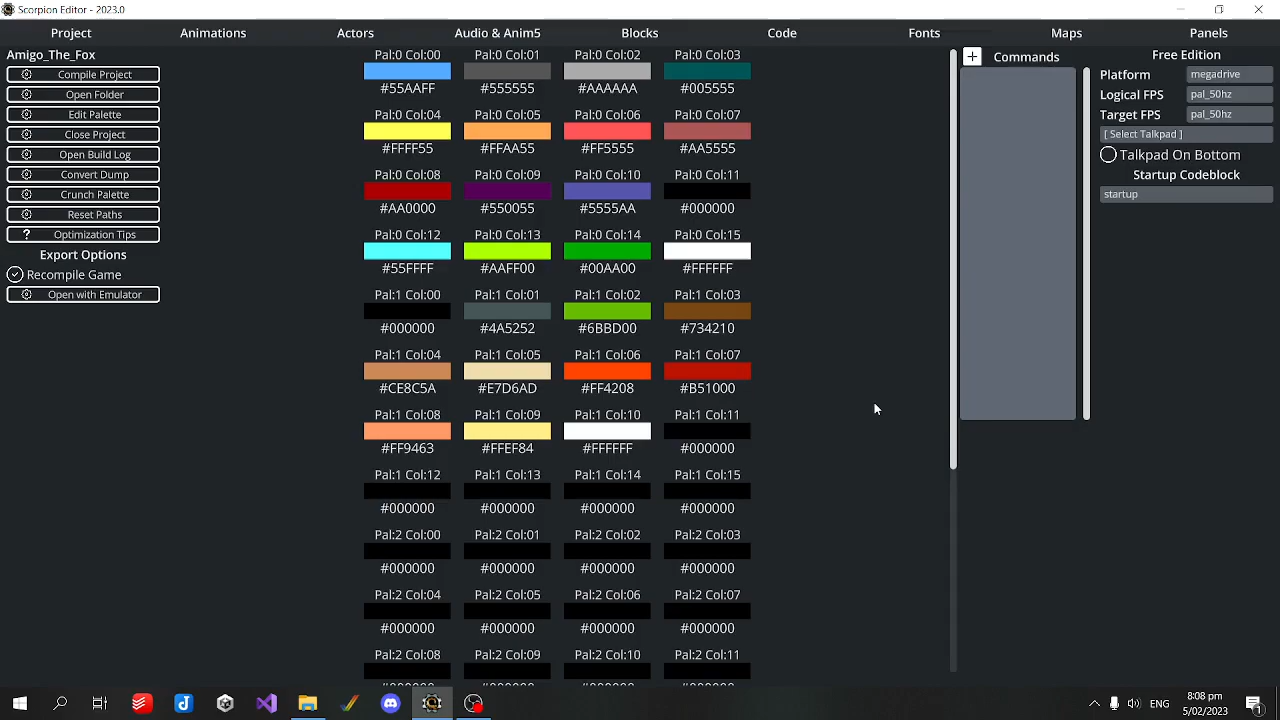 Scorpion Editor - 2023.0
Project Animations Actors Audio & Anim5 Blocks Code Fonts Maps Panels
Amigo_The_Fox
Compile Project
Open Folder
Edit Palette
Close Project
Open Build Log
Convert Dump
Crunch Palette
Reset Paths
? Optimization Tips
Export Options
Recompile Game
Open with Emulator
Pal:0 Col:00 Pal:0 Col:01 Pal:0 Col:02 Pal:0 Col:03
#55AAFF #555555 #AAAAAA #005555
Pal:0 Col:04 Pal:0 Col:05 Pal:0 Col:06 Pal:0 Col:07
#FFFF55 #FFAA55 #FF5555 #AA5555
Pal:0 Col:08 Pal:0 Col:09 Pal:0 Col:10 Pal:0 Col:11
#AA0000 #550055 #5555AA #000000
Pal:0 Col:12 Pal:0 Col:13 Pal:0 Col:14 Pal:0 Col:15
#55FFFF #AAFF00 #00AA00 #FFFFFF
Pal:1 Col:00 Pal:1 Col:01 Pal:1 Col:02 Pal:1 Col:03
#000000 #4A5252 #6BBD00 #734210
Pal:1 Col:04 Pal:1 Col:05 Pal:1 Col:06 Pal:1 Col:07
#CE8C5A #E7D6AD #FF4208 #B51000
Pal:1 Col:08 Pal:1 Col:09 Pal:1 Col:10 Pal:1 Col:11
#FF9463 #FFEF84 #FFFFFF #000000
Pal:1 Col:12 Pal:1 Col:13 Pal:1 Col:14 Pal:1 Col:15
#000000 #000000 #000000 #000000
Pal:2 Col:00 Pal:2 Col:01 Pal:2 Col:02 Pal:2 Col:03
#000000 #000000 #000000 #000000
Pal:2 Col:04 Pal:2 Col:05 Pal:2 Col:06 Pal:2 Col:07
#000000 #000000 #000000 #000000
Pal:2 Col:08 Pal:2 Col:09 Pal:2 Col:10 Pal:2 Col:11
+ Commands
Free Edition
Platform megadrive
Logical FPS pal_50hz
Target FPS pal_50hz
[ Select Talkpad ]
Talkpad On Bottom
Startup Codeblock
startup
ENG
8:08 pm
5/02/2023